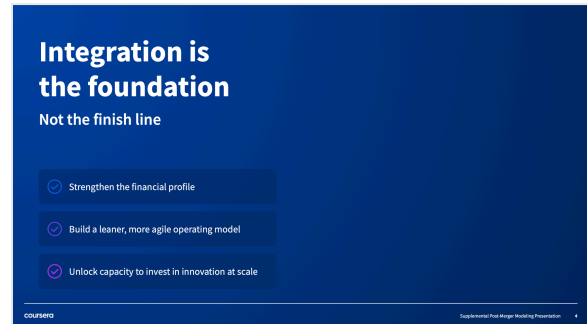 Integration is
the foundation
Not the finish line
Strengthen the financial profile
Build a leaner, more agile operating model
Unlock capacity to invest in innovation at scale
coursera
Supplemental Post-Merger Modeling Presentation 4